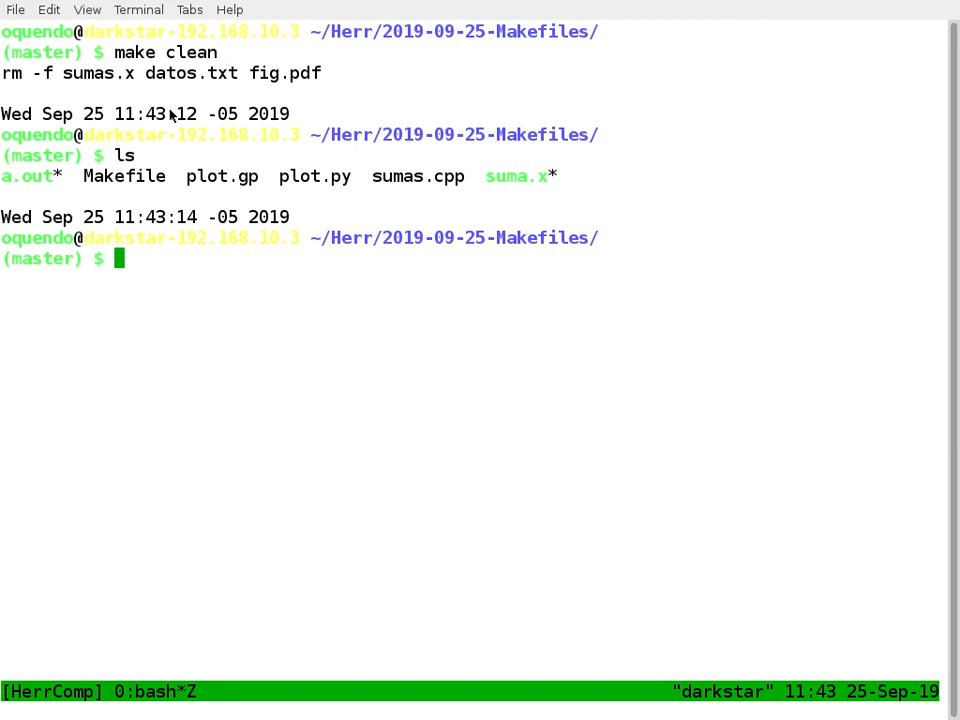 File Edit View Terminal Tabs Help
oquendo@darkstar-192.168.10.3 ~/Herr/2019-09-25-Makefiles/
(master) $ make clean
rm -f sumas.x datos.txt fig.pdf
Wed Sep 25 11:43:12 -05 2019
oquendo@darkstar-192.168.10.3 ~/Herr/2019-09-25-Makefiles/
(master) $ ls
a.out* Makefile plot.gp plot.py sumas.cpp suma.x*
Wed Sep 25 11:43:14 -05 2019
oquendo@darkstar-192.168.10.3 ~/Herr/2019-09-25-Makefiles/
(master) $
[HerrComp] 0:bash*Z "darkstar" 11:43 25-Sep-19